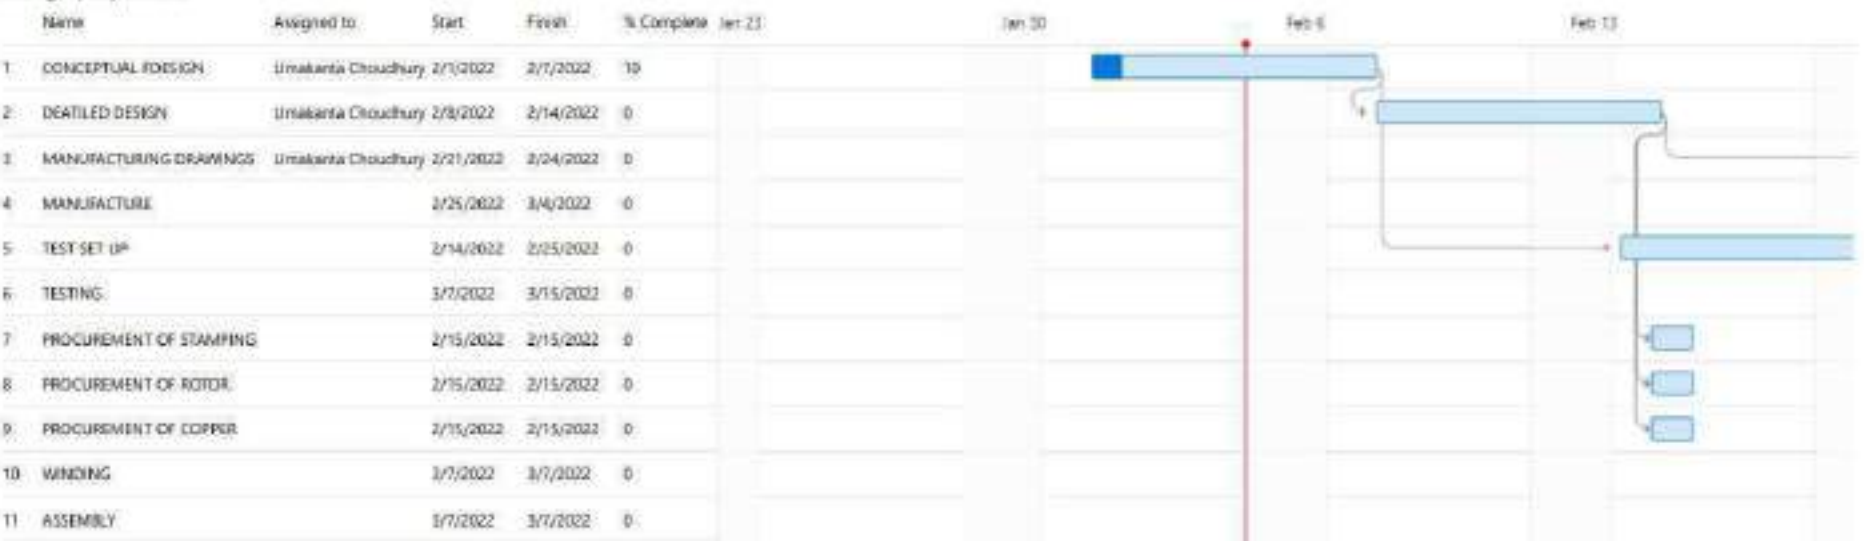 Name Assigned to Start Finish % Complete Jan 23 Jan 30 Feb 6 Feb 13
1 CONCEPTUAL FDESIGN Umakanta Choudhury 2/1/2022 2/7/2022 10
2 DEATILED DESIGN Umakanta Choudhury 2/8/2022 2/14/2022 0
3 MANUFACTURING DRAWINGS Umakanta Choudhury 2/21/2022 2/24/2022 0
4 MANUFACTURE 2/25/2022 3/4/2022 0
5 TEST SET UP 2/14/2022 2/25/2022 0
6 TESTING 3/7/2022 3/15/2022 0
7 PROCUREMENT OF STAMPING 2/15/2022 2/15/2022 0
8 PROCUREMENT OF ROTOR 2/15/2022 2/15/2022 0
9 PROCUREMENT OF COPPER 2/15/2022 2/15/2022 0
10 WINDING 3/7/2022 3/7/2022 0
11 ASSEMBLY 3/7/2022 3/7/2022 0